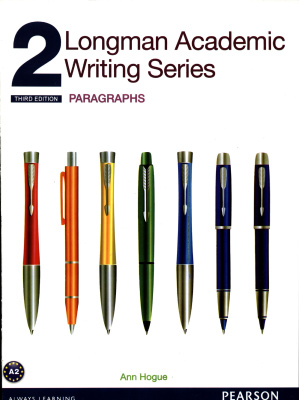 2 Longman Academic
Writing Series
THIRD EDITION PARAGRAPHS
Ann Hogue
A2
ALWAYS LEARNING
PEARSON